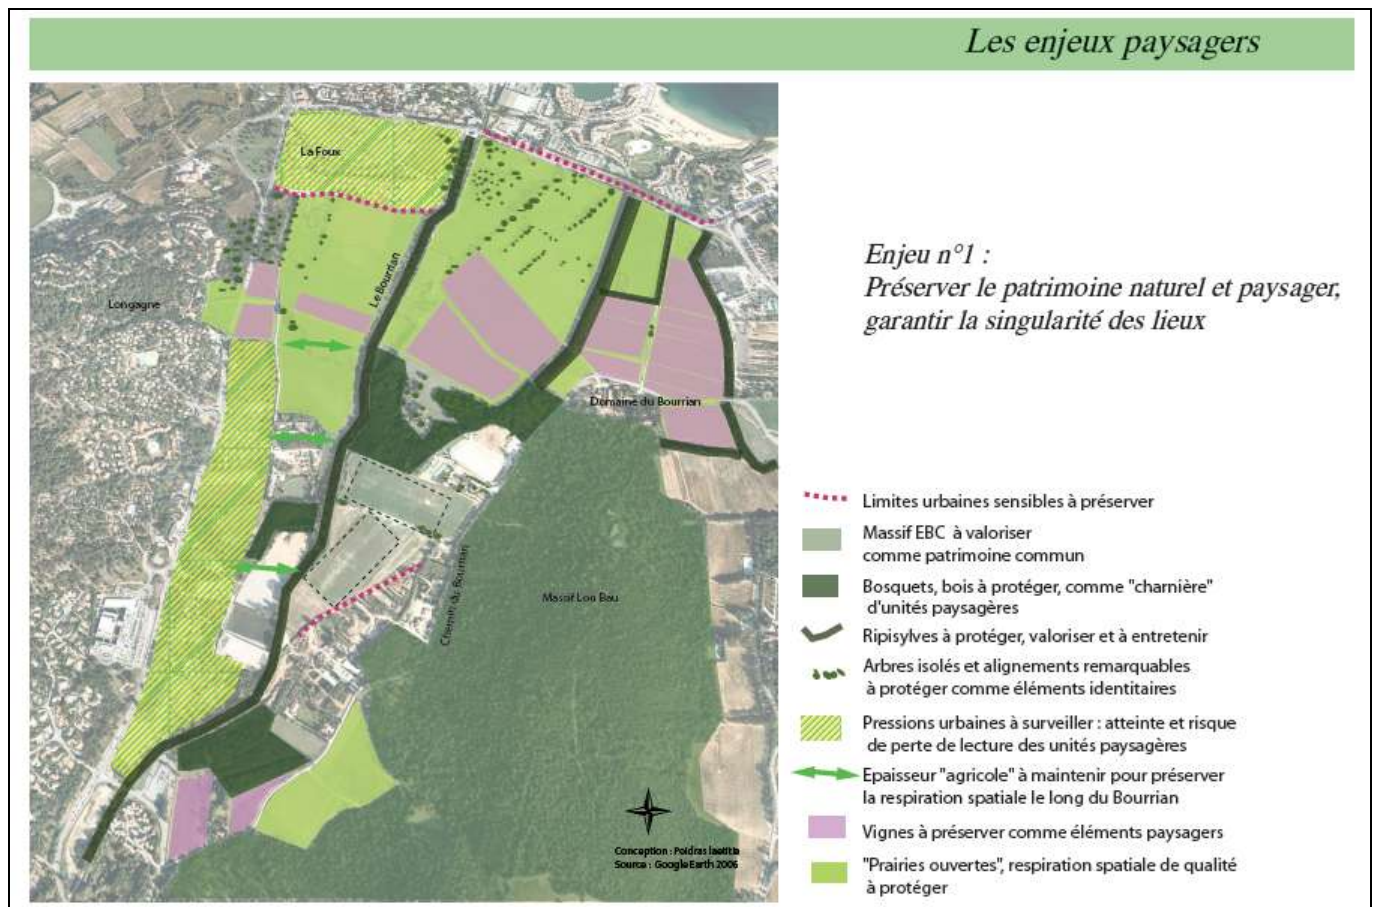 Les enjeux paysagers
La Foux
Le Bourrian
Longagne
Domaine du Bourrian
Chemin du Bourrian
Massif Lou Bau
Conception : Poidras laetitia
Source : Google Earth 2006
Enjeu n°1 :
Préserver le patrimoine naturel et paysager,
garantir la singularité des lieux
Limites urbaines sensibles à préserver
Massif EBC à valoriser
comme patrimoine commun
Bosquets, bois à protéger, comme "charnière"
d'unités paysagères
Ripisylves à protéger, valoriser et à entretenir
Arbres isolés et alignements remarquables
à protéger comme éléments identitaires
Pressions urbaines à surveiller : atteinte et risque
de perte de lecture des unités paysagères
Epaisseur "agricole" à maintenir pour préserver
la respiration spatiale le long du Bourrian
Vignes à préserver comme éléments paysagers
"Prairies ouvertes", respiration spatiale de qualité
à protéger